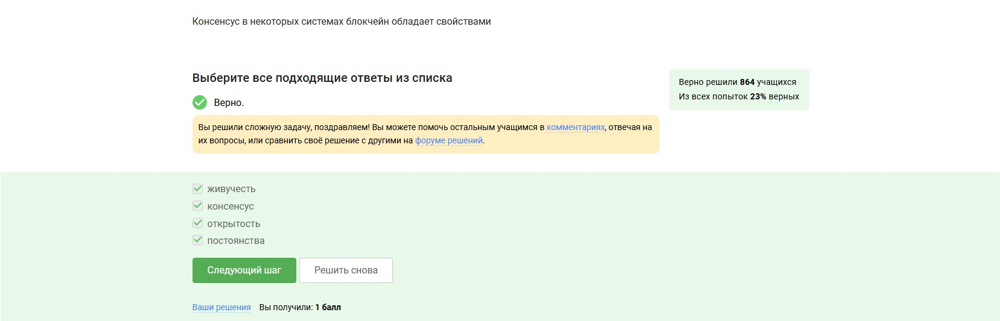 Консенсус в некоторых системах блокчейн обладает свойствами
Выберите все подходящие ответы из списка
Верно.
Верно решили 864 учащихся
Из всех попыток 23% верных
Вы решили сложную задачу, поздравляем! Вы можете помочь остальным учащимся в комментариях, отвечая на
их вопросы, или сравнить своё решение с другими на форуме решений.
живучесть
консенсус
открытость
постоянства
Следующий шаг
Решить снова
Ваши решения
Вы получили: 1 балл